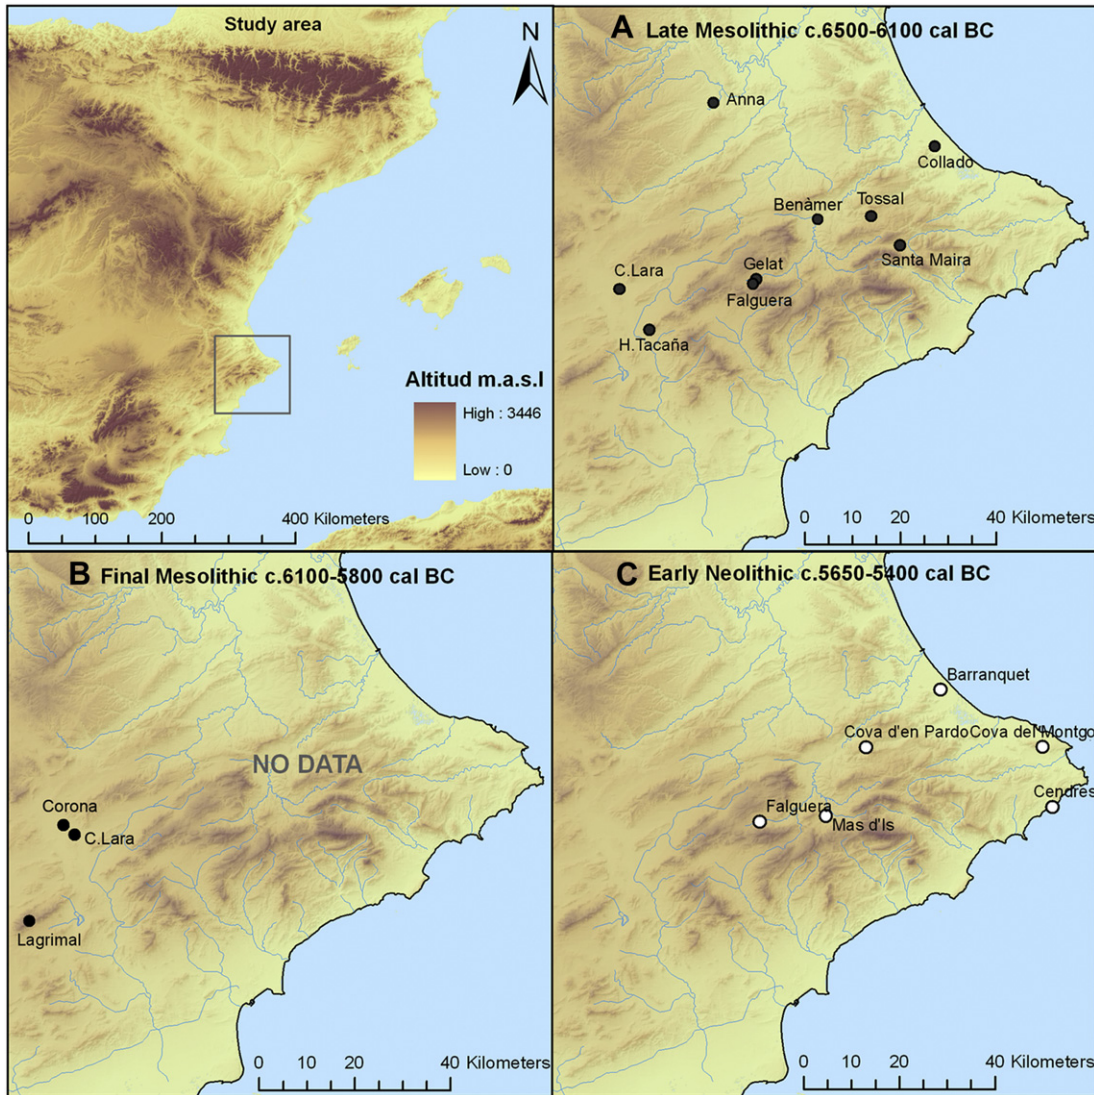 Study area
N
Altitud m.a.s.l
High : 3446
Low : 0
0 100 200 400 Kilometers
A Late Mesolithic c.6500-6100 cal BC
Anna
Collado
Benàmer
Tossal
Santa Maira
Gelat
Falguera
C.Lara
H.Tacaña
0 10 20 40 Kilometers
B Final Mesolithic c.6100-5800 cal BC
NO DATA
Corona
C.Lara
Lagrimal
0 10 20 40 Kilometers
C Early Neolithic c.5650-5400 cal BC
Barranquet
Cova d'en Pardo
Cova del Montgo
Cendres
Falguera
Mas d'Is
0 10 20 40 Kilometers